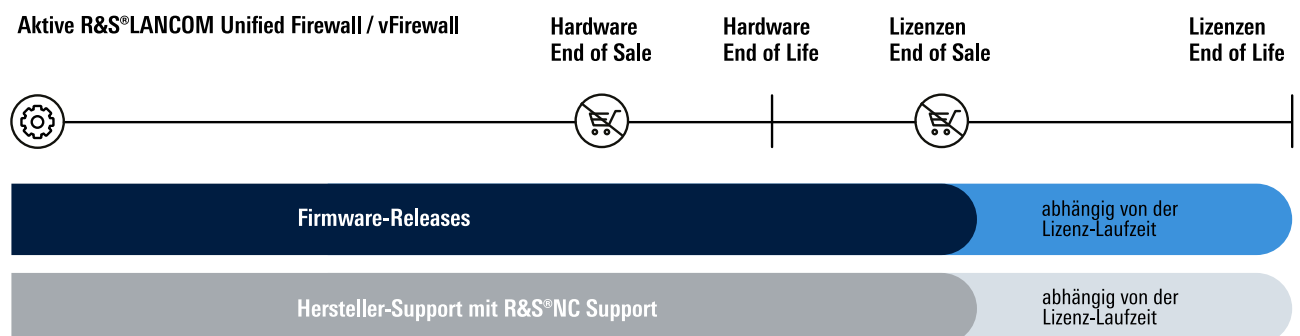 Aktive R&S®LANCOM Unified Firewall / vFirewall
Hardware
End of Sale
Hardware
End of Life
Lizenzen
End of Sale
Lizenzen
End of Life
Firmware-Releases
abhängig von der
Lizenz-Laufzeit
Hersteller-Support mit R&S®NC Support
abhängig von der
Lizenz-Laufzeit